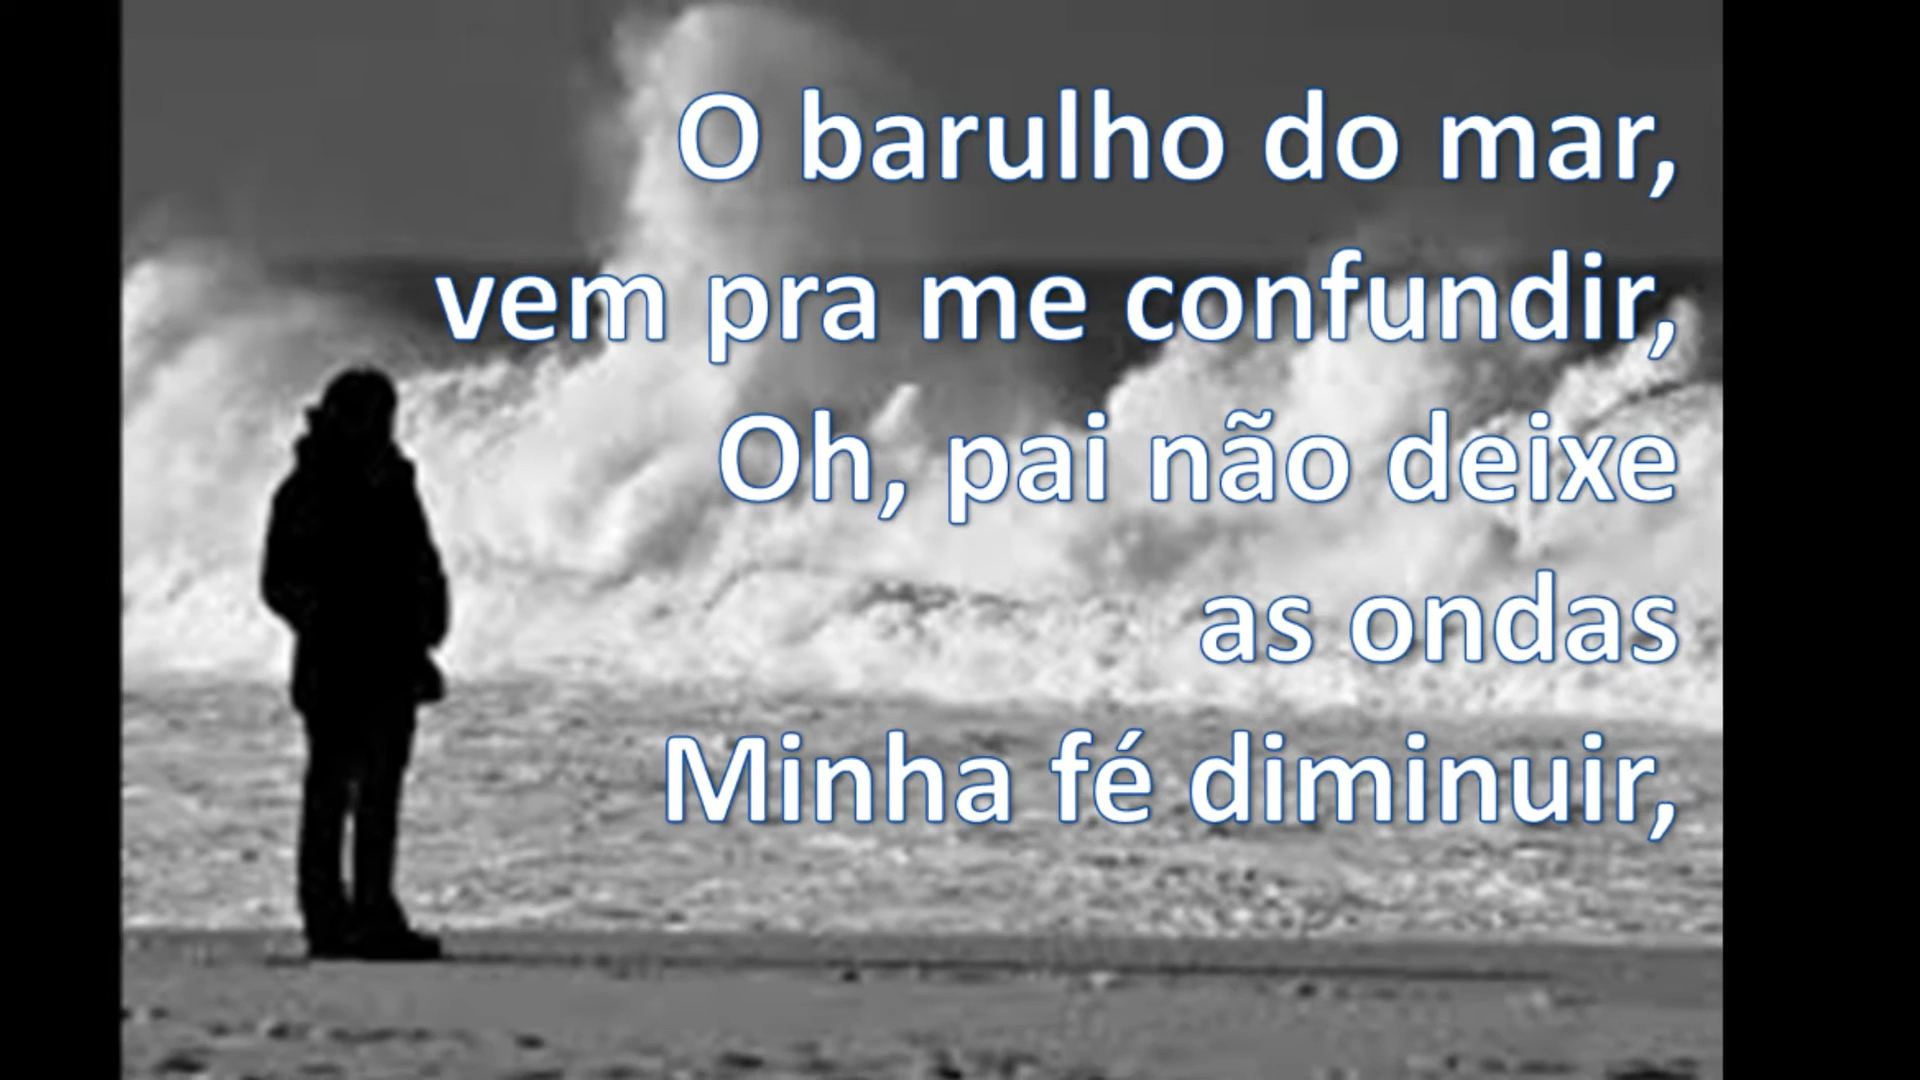 O barulho do mar,
vem pra me confundir,
Oh, pai não deixe
as ondas
Minha fé diminuir,